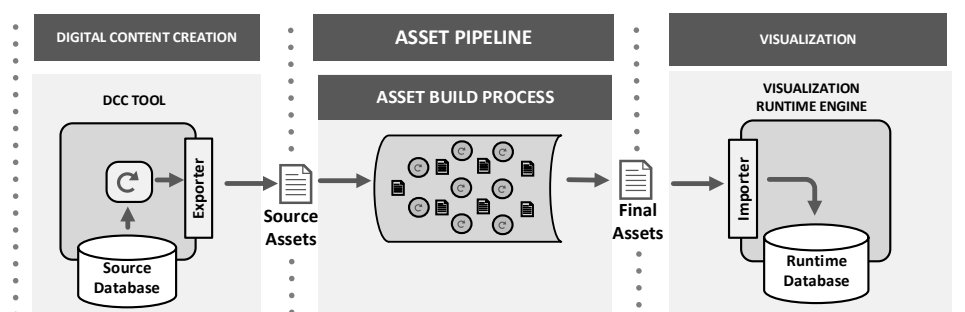 DIGITAL CONTENT CREATION
ASSET PIPELINE
VISUALIZATION
DCC TOOL
ASSET BUILD PROCESS
VISUALIZATION
RUNTIME ENGINE
Exporter
Source
Database
Source
Assets
Final
Assets
Importer
Runtime
Database